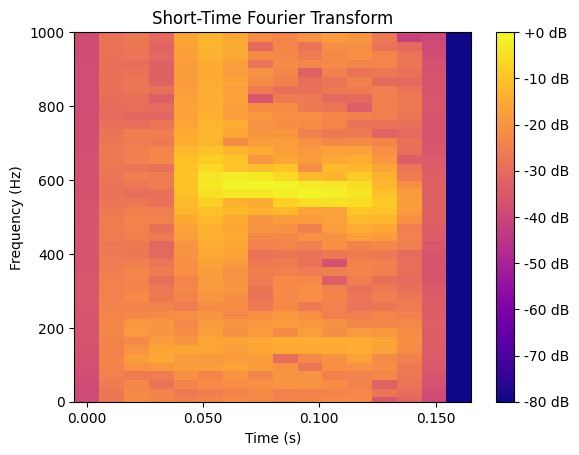 Short-Time Fourier Transform
1000
800
600
400
200
0
Frequency (Hz)
0.000
0.050
0.100
0.150
Time (s)
+0 dB
-10 dB
-20 dB
-30 dB
-40 dB
-50 dB
-60 dB
-70 dB
-80 dB